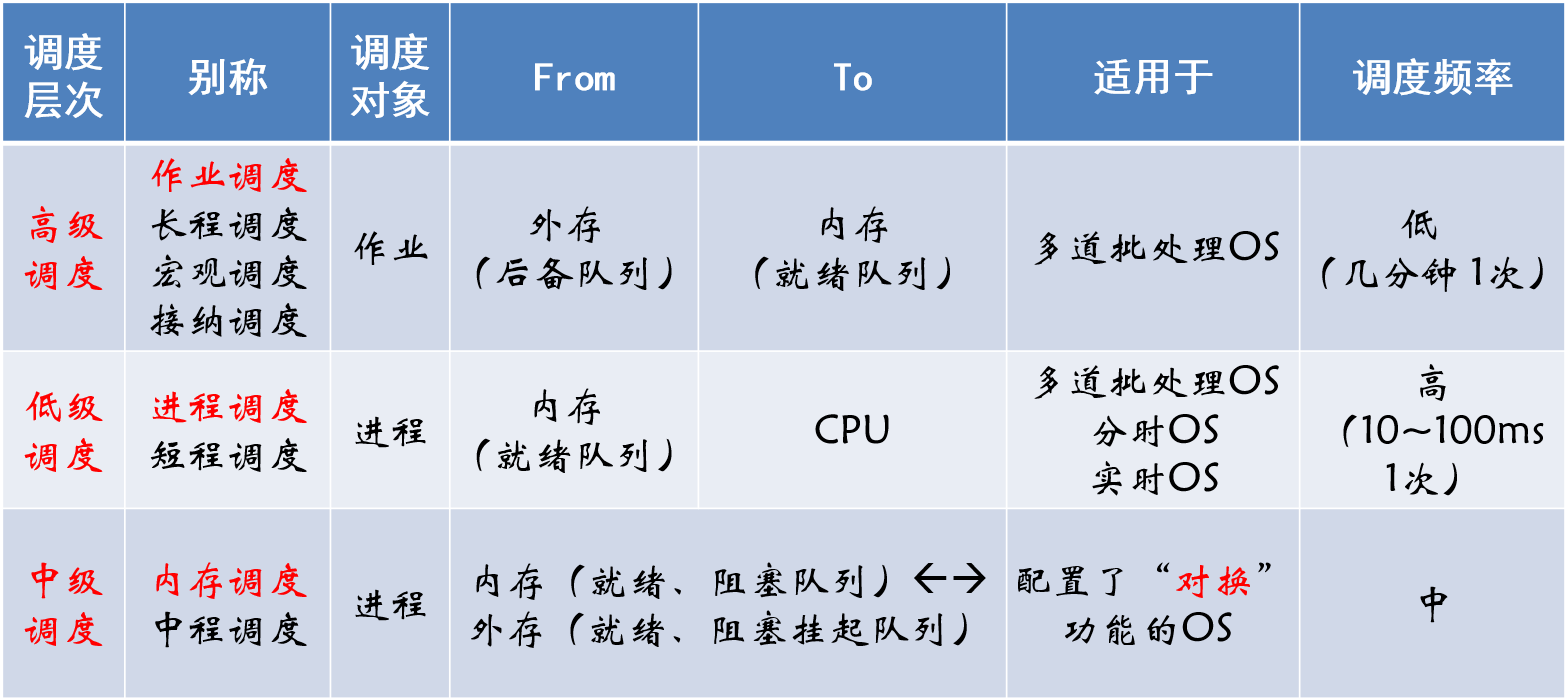 调度
层次
别称
调度
对象
From
To
适用于
调度频率
高级
调度
作业调度
长程调度
宏观调度
接纳调度
作业
外存
（后备队列）
内存
（就绪队列）
多道批处理OS
低
（几分钟 1次）
低级
调度
进程调度
短程调度
进程
内存
（就绪队列）
CPU
多道批处理OS
分时OS
实时OS
高
（10~100ms
1次）
中级
调度
内存调度
中程调度
进程
内存（就绪、阻塞队列）←→
外存（就绪、阻塞挂起队列）
配置了“对换”
功能的OS
中